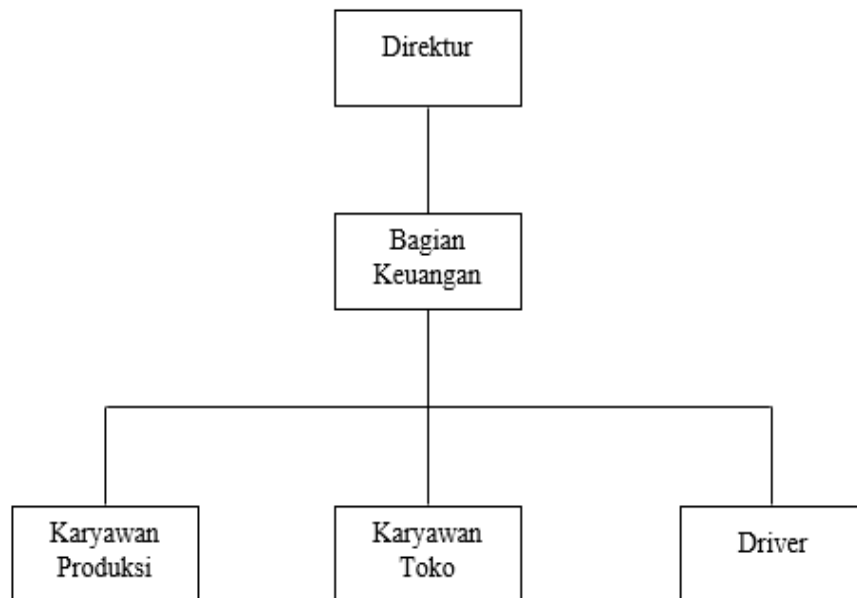 Direktur
Bagian
Keuangan
Karyawan
Produksi
Karyawan
Toko
Driver